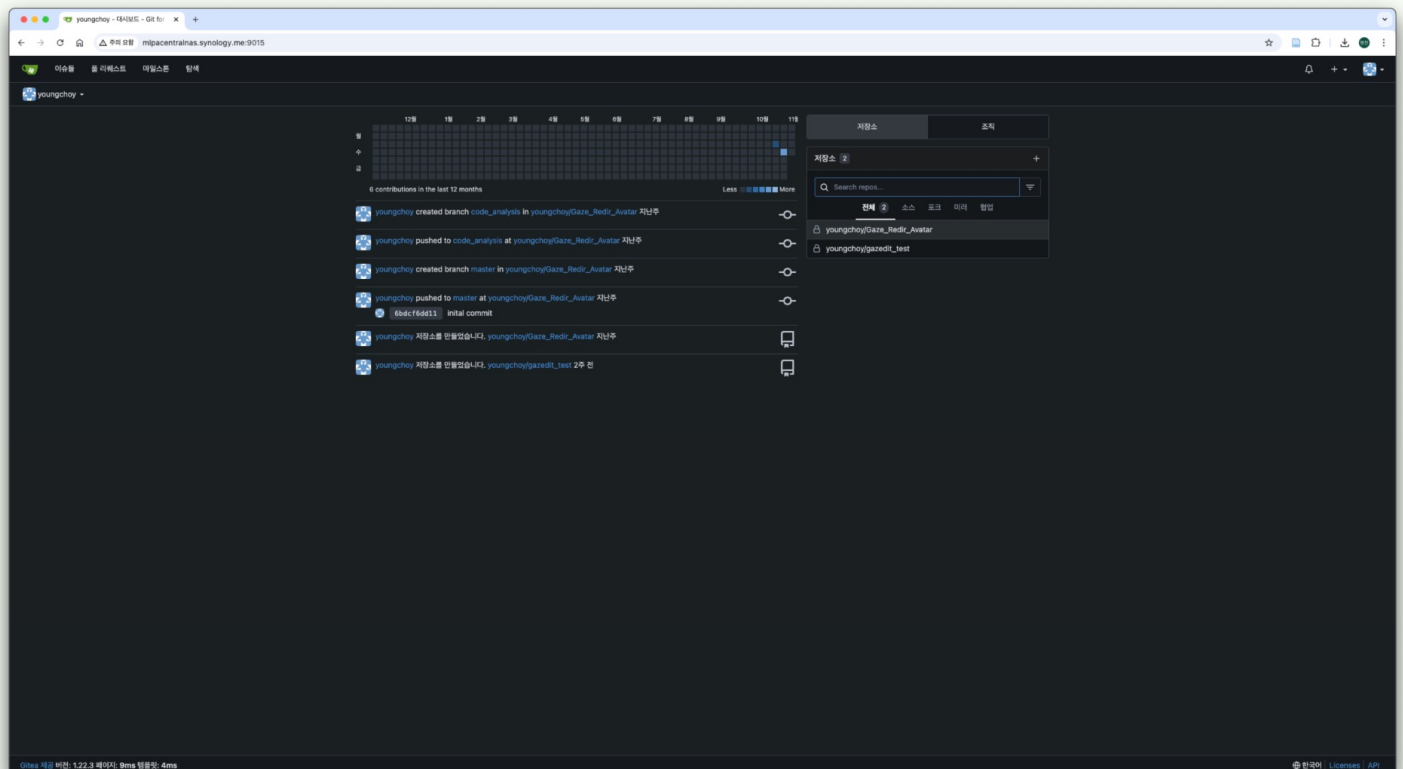 youngchoy - 대시보드 - Git for
주의 요함 mlpacentralnas.synology.me:9015
이슈들 풀 리퀘스트 마일스톤 탐색
youngchoy
12월 1월 2월 3월 4월 5월 6월 7월 8월 9월 10월 11월
월
수
금
6 contributions in the last 12 months Less More
youngchoy created branch code_analysis in youngchoy/Gaze_Redir_Avatar 지난주
youngchoy pushed to code_analysis at youngchoy/Gaze_Redir_Avatar 지난주
youngchoy created branch master in youngchoy/Gaze_Redir_Avatar 지난주
youngchoy pushed to master at youngchoy/Gaze_Redir_Avatar 지난주
6bdcf6dd11 inital commit
youngchoy 저장소를 만들었습니다. youngchoy/Gaze_Redir_Avatar 지난주
youngchoy 저장소를 만들었습니다. youngchoy/gazedit_test 2주 전
저장소 조직
저장소 2
Search repos...
전체 2 소스 포크 미러 협업
youngchoy/Gaze_Redir_Avatar
youngchoy/gazedit_test
Gitea 제공 버전: 1.22.3 페이지: 9ms 템플릿: 4ms
한국어 Licenses API